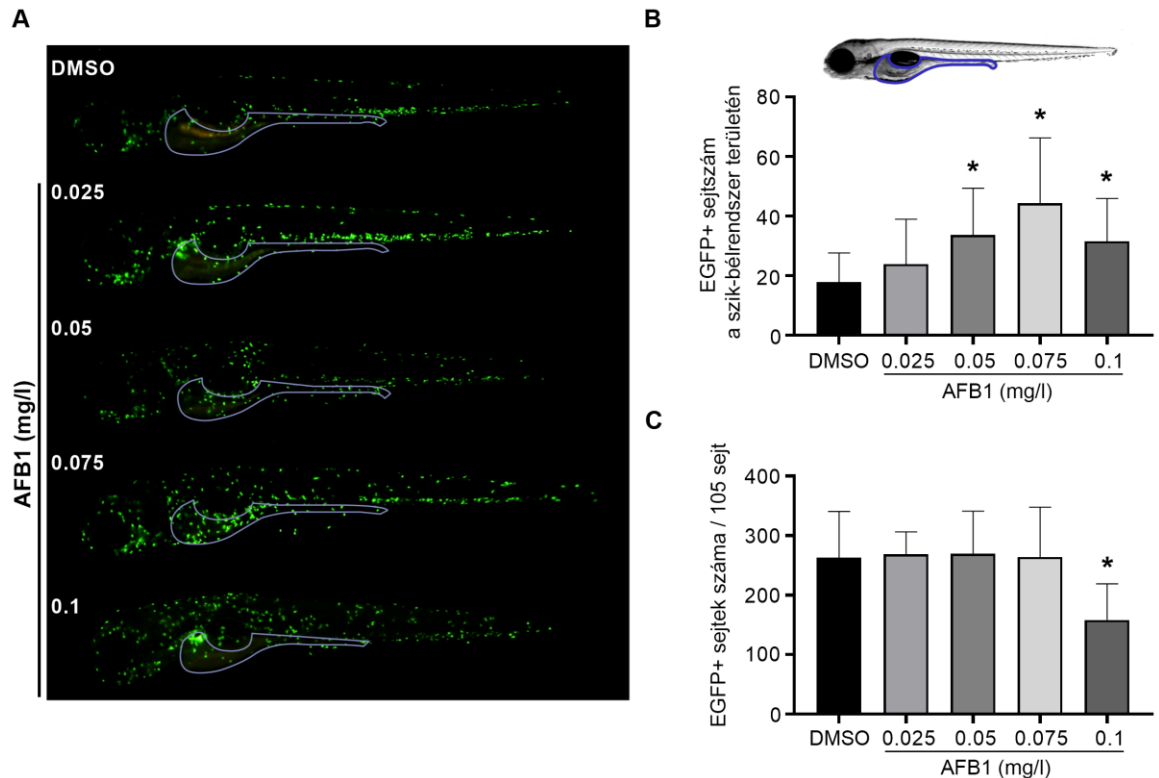 A
DMSO
0.025
0.05
0.075
0.1
AFB1 (mg/l)
B
EGFP+ sejtszám
a szik-bélrendszer területén
80
60
40
20
0
*
*
*
DMSO
0.025
0.05
0.075
0.1
AFB1 (mg/l)
C
EGFP+ sejtek száma / 105 sejt
400
300
200
100
0
*
DMSO
0.025
0.05
0.075
0.1
AFB1 (mg/l)